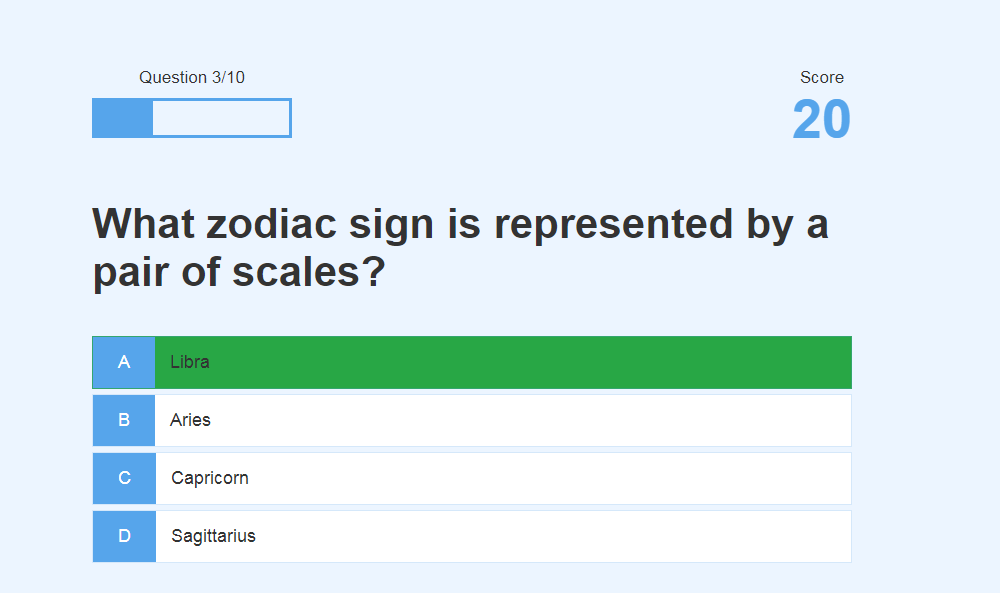 Question 3/10
Score
20
What zodiac sign is represented by a
pair of scales?
A Libra
B Aries
C Capricorn
D Sagittarius